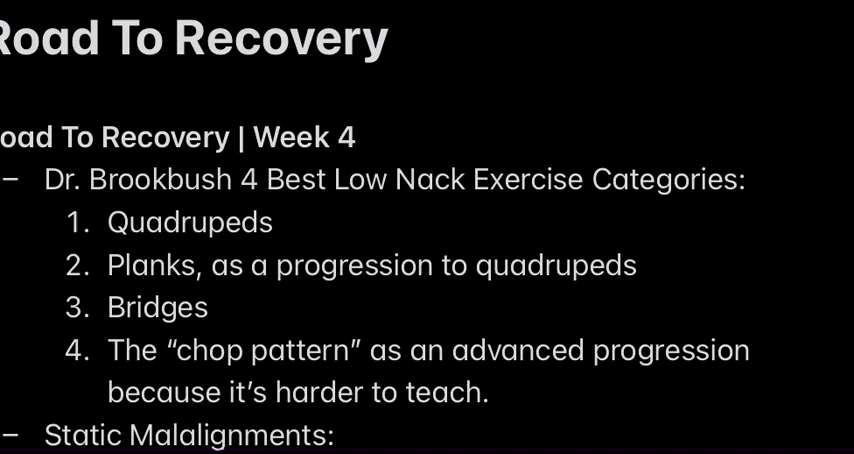 Road To Recovery
oad To Recovery | Week 4
– Dr. Brookbush 4 Best Low Nack Exercise Categories:
1. Quadrupeds
2. Planks, as a progression to quadrupeds
3. Bridges
4. The “chop pattern” as an advanced progression
because it’s harder to teach.
– Static Malalignments: